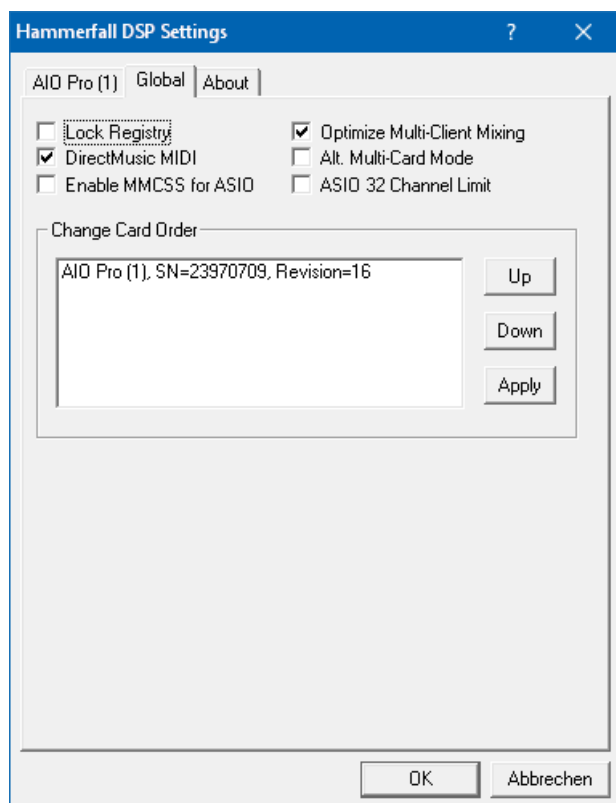 Hammerfall DSP Settings ?
AIO Pro (1) Global About
Lock Registry Optimize Multi-Client Mixing
DirectMusic MIDI Alt. Multi-Card Mode
Enable MMCSS for ASIO ASIO 32 Channel Limit
Change Card Order
AIO Pro (1), SN=23970709, Revision=16
Up
Down
Apply
OK Abbrechen